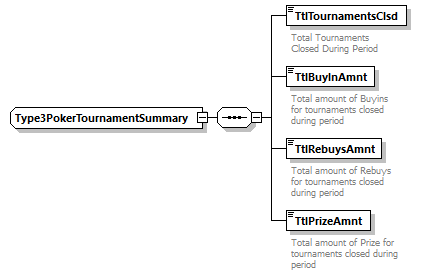 TtlTournamentsClsd
Total Tournaments
Closed During Period
TtlBuyInAmnt
Total amount of Buyins
for tournaments closed
during period
Type3PokerTournamentSummary
TtlRebuysAmnt
Total amount of Rebuys
for tournaments closed
during period
TtlPrizeAmnt
Total amount of Prize for
tournaments closed during
period